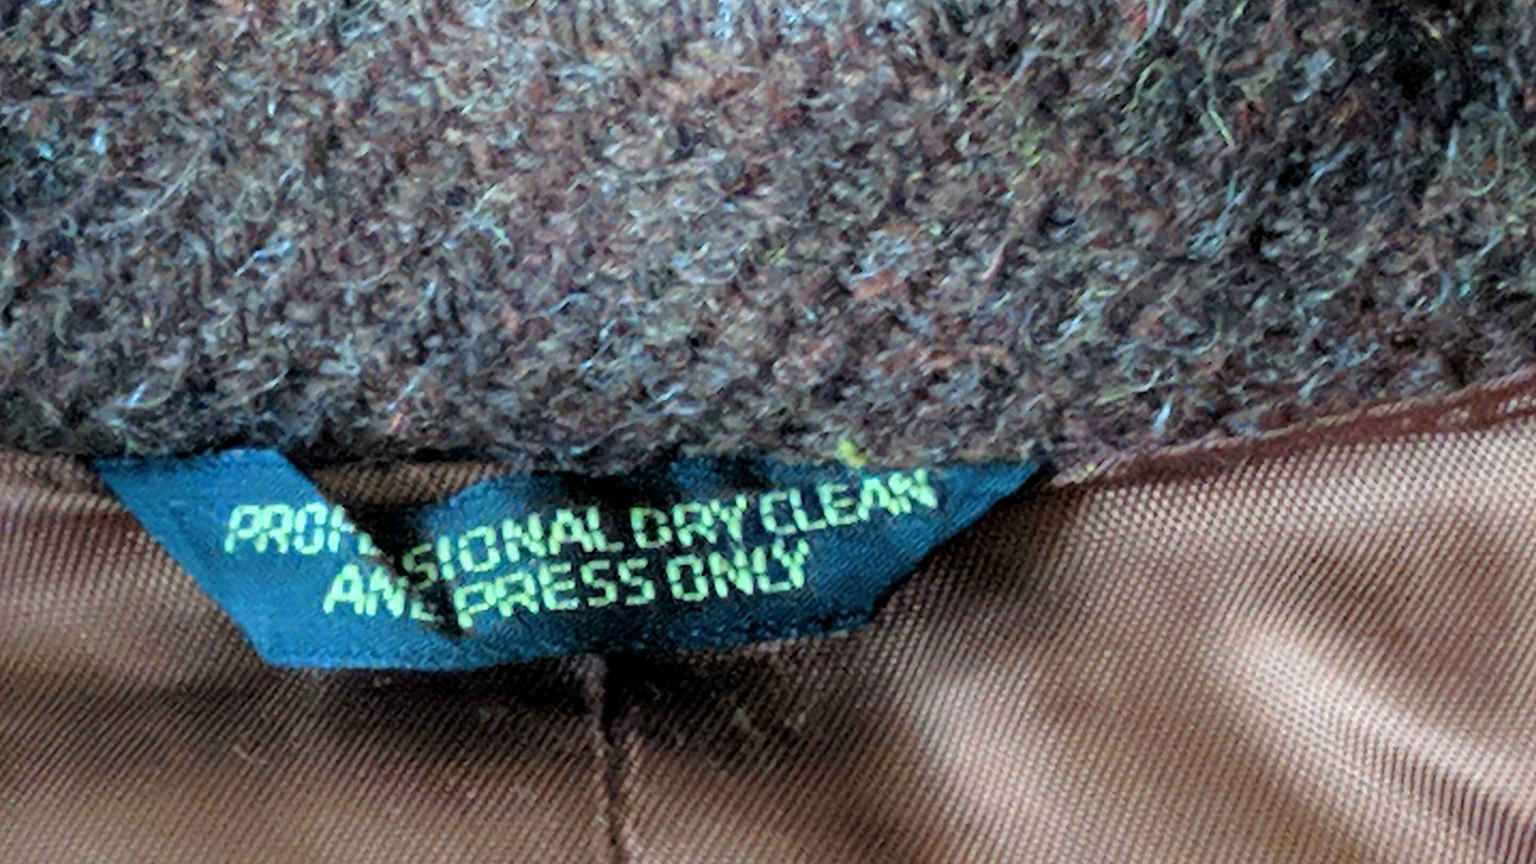 PROFESSIONAL DRY CLEAN
AND PRESS ONLY